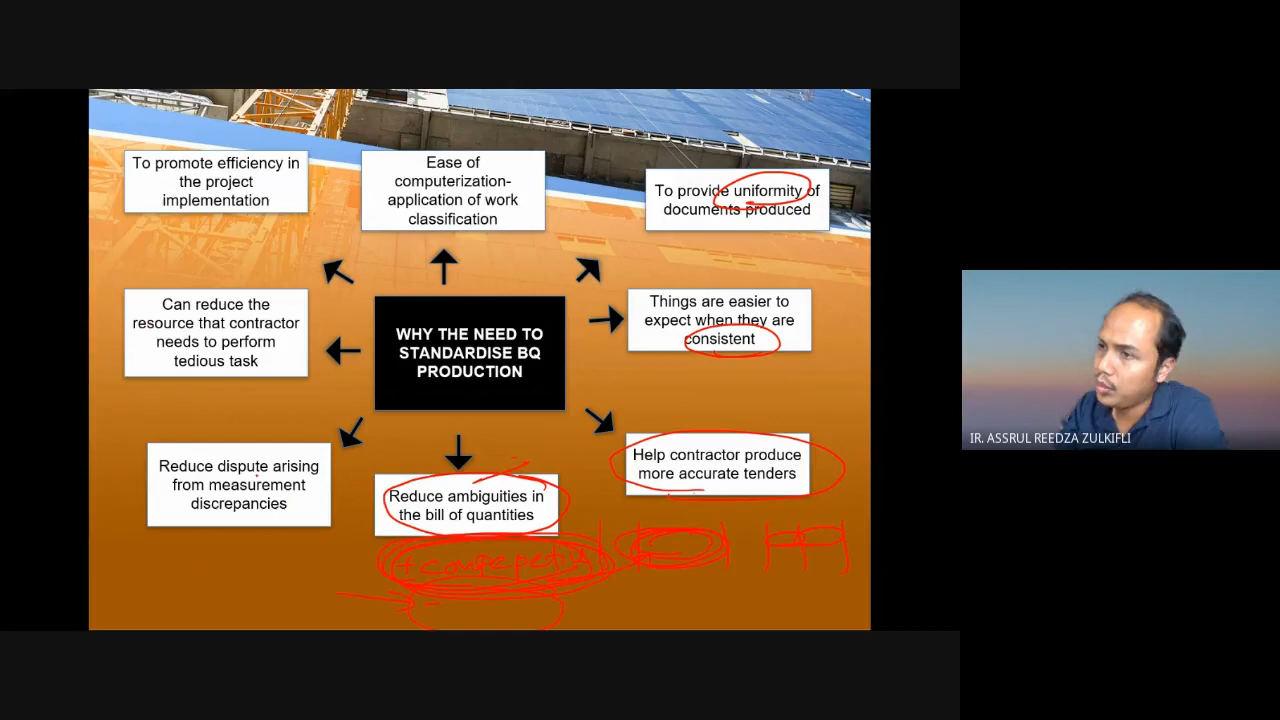 To promote efficiency in
the project
implementation
Ease of
computerization-
application of work
classification
To provide uniformity of
documents produced
Can reduce the
resource that contractor
needs to perform
tedious task
WHY THE NEED TO
STANDARDISE BQ
PRODUCTION
Things are easier to
expect when they are
consistent
Reduce dispute arising
from measurement
discrepancies
Reduce ambiguities in
the bill of quantities
Help contractor produce
more accurate tenders
IR. ASSRUL REEDZA ZULKIFLI